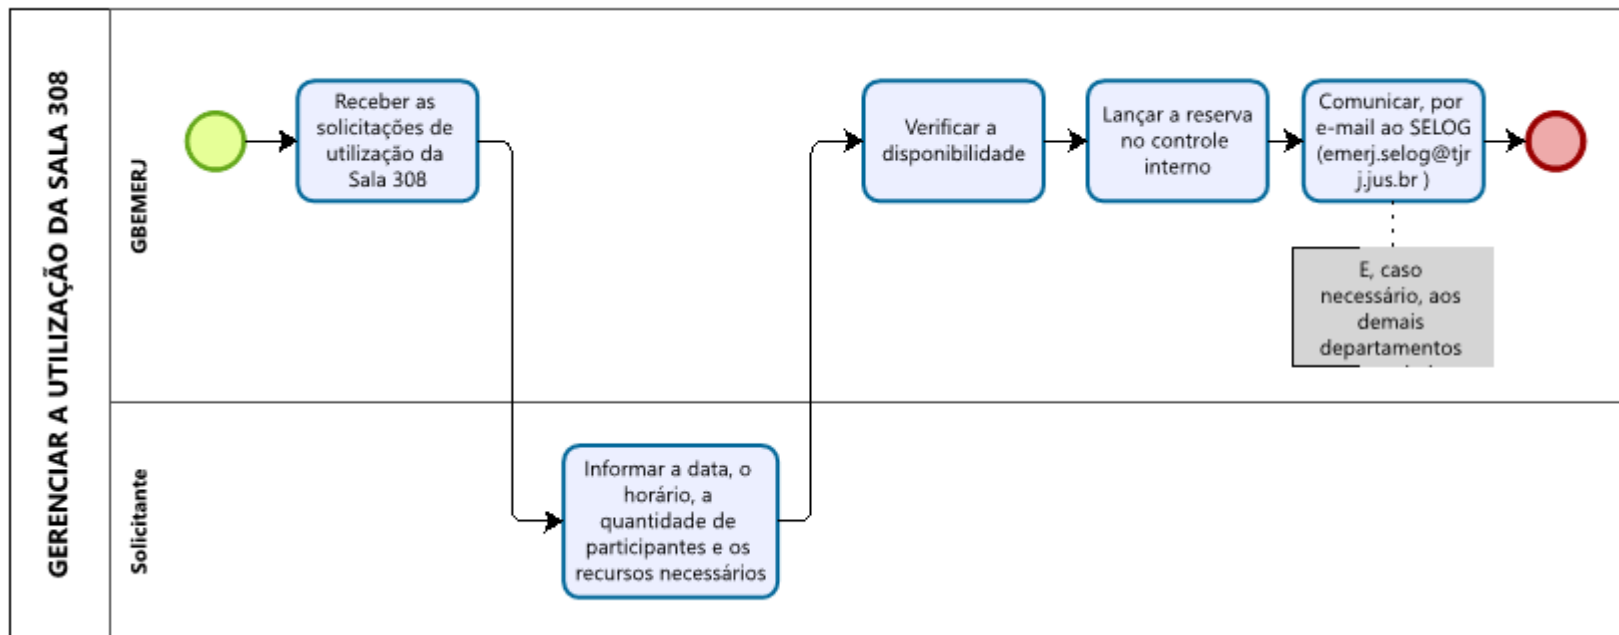 GERENCIAR A UTILIZAÇÃO DA SALA 308
GBEMERJ
Receber as
solicitações de
utilização da
Sala 308
Verificar a
disponibilidade
Lançar a reserva
no controle
interno
Comunicar, por
e-mail ao SELOG
(emerj.selog@tjr
j.jus.br )
E, caso
necessário, aos
demais
departamentos
Solicitante
Informar a data, o
horário, a
quantidade de
participantes e os
recursos necessários